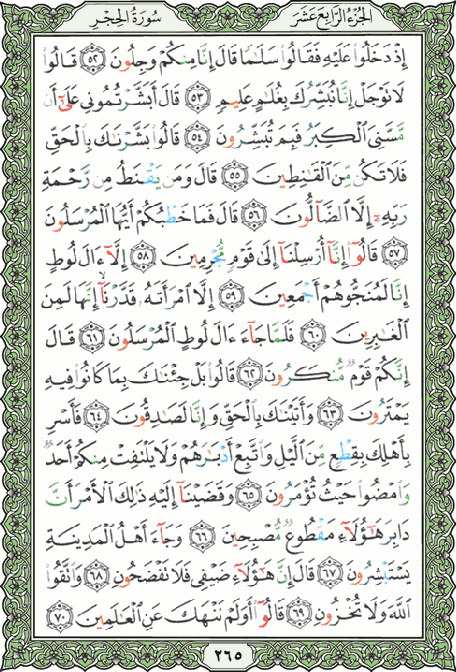 الجزء الرابع عشر
سورة الحجر
إِذْ دَخَلُوا۟ عَلَيْهِ فَقَالُوا۟ سَلَٰمًا قَالَ إِنَّا مِنكُمْ وَجِلُونَ ٥٢ قَالُوا۟
لَا تَوْجَلْ إِنَّا نُبَشِّرُكَ بِغُلَٰمٍ عَلِيمٍ ٥٣ قَالَ أَبَشَّرْتُمُونِى عَلَىٰٓ أَن
مَّسَّنِىَ ٱلْكِبَرُ فَبِمَ تُبَشِّرُونَ ٥٤ قَالُوا۟ بَشَّرْنَٰكَ بِٱلْحَقِّ
فَلَا تَكُن مِّنَ ٱلْقَٰنِطِينَ ٥٥ قَالَ وَمَن يَقْنَطُ مِن رَّحْمَةِ
رَبِّهِۦٓ إِلَّا ٱلضَّآلُّونَ ٥٦ قَالَ فَمَا خَطْبُكُمْ أَيُّهَا ٱلْمُرْسَلُونَ
٥٧ قَالُوٓا۟ إِنَّآ أُرْسِلْنَآ إِلَىٰ قَوْمٍ مُّجْرِمِينَ ٥٨ إِلَّآ ءَالَ لُوطٍ
إِنَّا لَمُنَجُّوهُمْ أَجْمَعِينَ ٥٩ إِلَّا ٱمْرَأَتَهُۥ قَدَّرْنَآ إِنَّهَا لَمِنَ
ٱلْغَٰبِرِينَ ٦٠ فَلَمَّا جَآءَ ءَالَ لُوطٍ ٱلْمُرْسَلُونَ ٦١ قَالَ
إِنَّكُمْ قَوْمٌ مُّنكَرُونَ ٦٢ قَالُوا۟ بَلْ جِئْنَٰكَ بِمَا كَانُوا۟ فِيهِ
يَمْتَرُونَ ٦٣ وَأَتَيْنَٰكَ بِٱلْحَقِّ وَإِنَّا لَصَٰدِقُونَ ٦٤ فَأَسْرِ
بِأَهْلِكَ بِقِطْعٍ مِّنَ ٱلَّيْلِ وَٱتَّبِعْ أَدْبَٰرَهُمْ وَلَا يَلْتَفِتْ مِنكُمْ أَحَدٌ
وَٱمْضُوا۟ حَيْثُ تُؤْمَرُونَ ٦٥ وَقَضَيْنَآ إِلَيْهِ ذَٰلِكَ ٱلْأَمْرَ أَنَّ
دَابِرَ هَٰٓؤُلَآءِ مَقْطُوعٌ مُّصْبِحِينَ ٦٦ وَجَآءَ أَهْلُ ٱلْمَدِينَةِ
يَسْتَبْشِرُونَ ٦٧ قَالَ إِنَّ هَٰٓؤُلَآءِ ضَيْفِى فَلَا تَفْضَحُونِ ٦٨ وَٱتَّقُوا۟
ٱللَّهَ وَلَا تُخْزُونِ ٦٩ قَالُوٓا۟ أَوَلَمْ نَنْهَكَ عَنِ ٱلْعَٰلَمِينَ ٧٠
٢٦٥